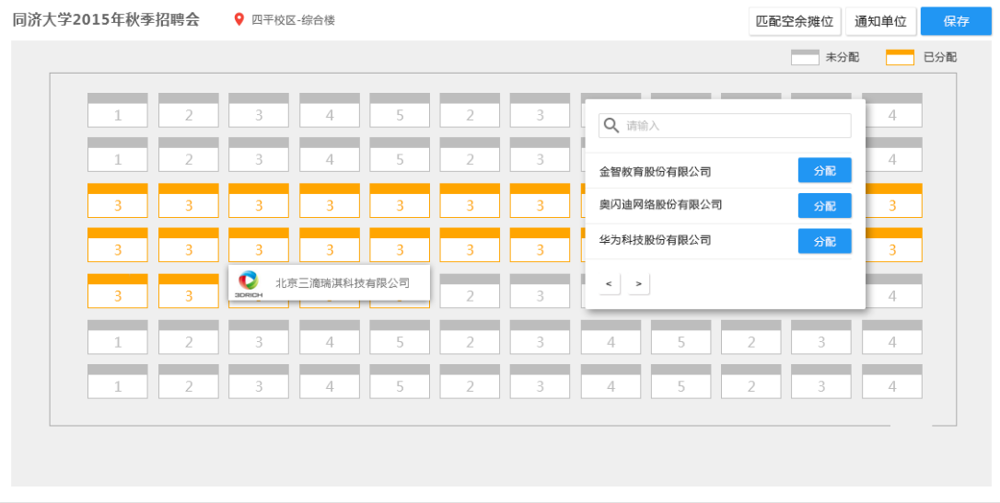 同济大学2015年秋季招聘会 四平校区-综合楼 匹配空余摊位 通知单位 保存
未分配 已分配
1 2 3 4 5 2 3 4
请输入
1 2 3 4 5 2 3 4
金智教育股份有限公司 分配
3 3 3 3 3 3 3 3
奥闪迪网络股份有限公司 分配
3 3 3 3 3 3 3 3
华为科技股份有限公司 分配
3 3 2 3 4
3DRICH 北京三滴瑞淇科技有限公司
< >
1 2 3 4 5 2 3 4 5 2 3 4
1 2 3 4 5 2 3 4 5 2 3 4